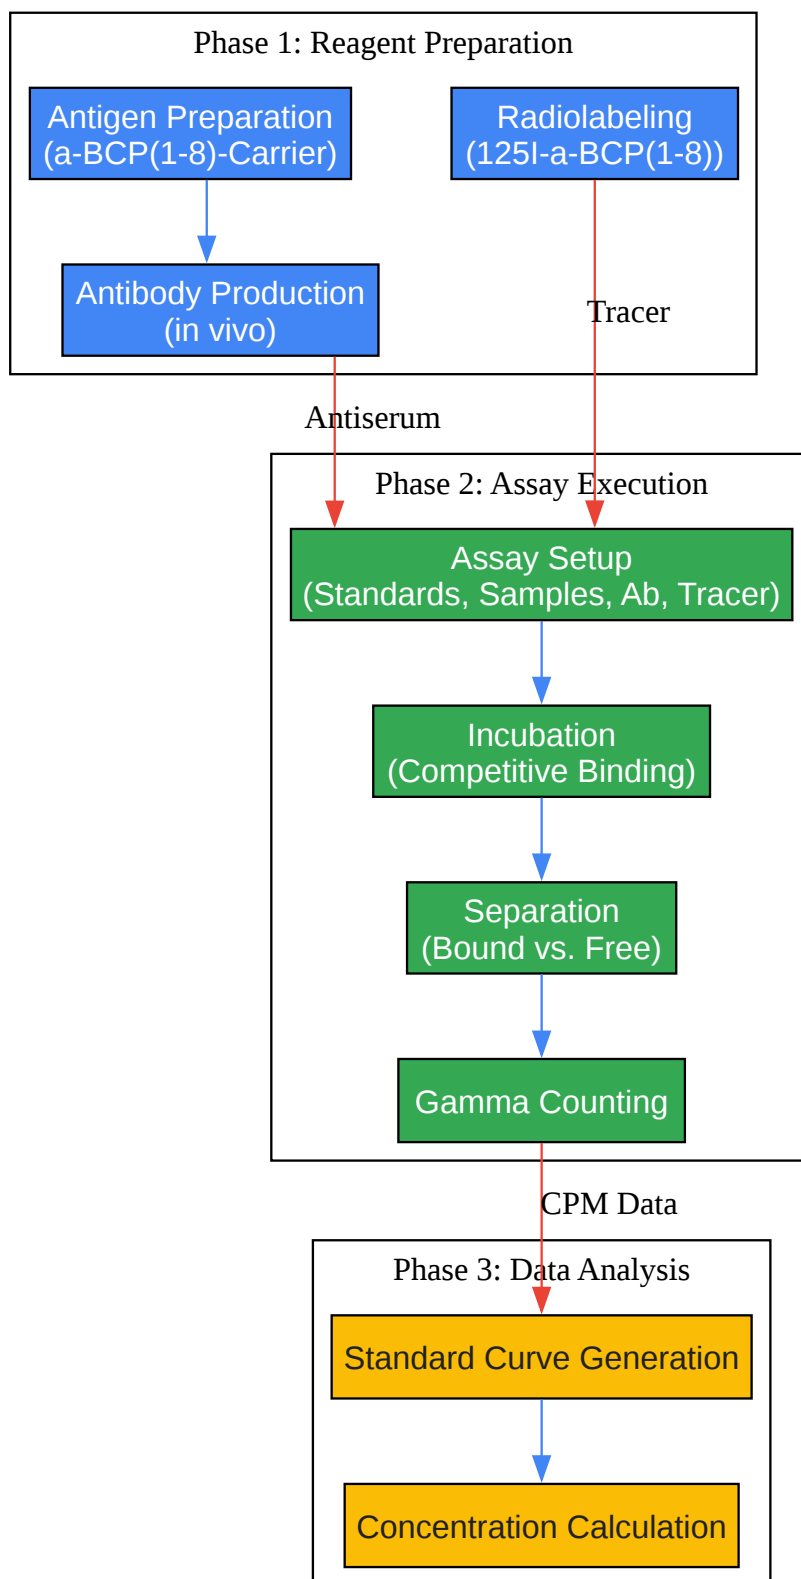 Phase 1: Reagent Preparation
Antigen Preparation
(a-BCP(1-8)-Carrier)
Radiolabeling
(125I-a-BCP(1-8))
Antibody Production
(in vivo)
Tracer
Antiserum
Phase 2: Assay Execution
Assay Setup
(Standards, Samples, Ab, Tracer)
Incubation
(Competitive Binding)
Separation
(Bound vs. Free)
Gamma Counting
CPM Data
Phase 3: Data Analysis
Standard Curve Generation
Concentration Calculation